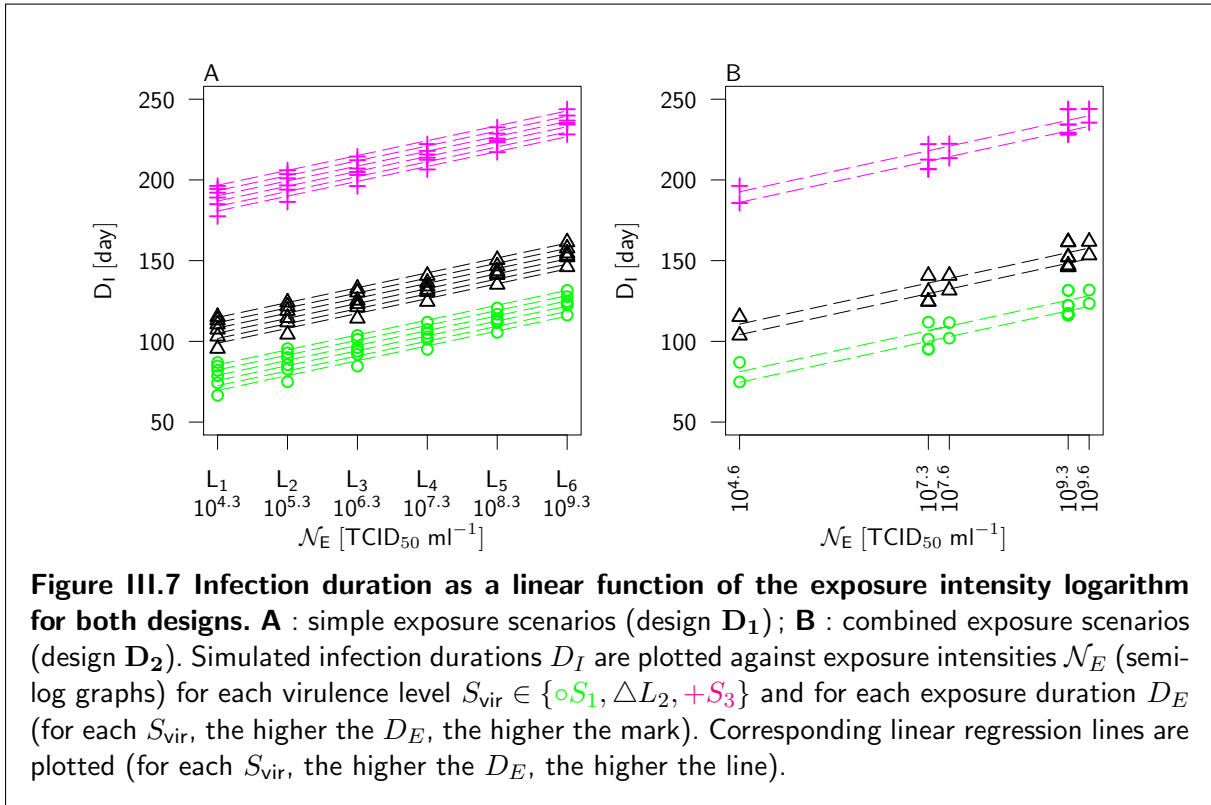 A
B
250
200
150
100
50
D_I [day]
L_1 L_2 L_3 L_4 L_5 L_6
10^4.3 10^5.3 10^6.3 10^7.3 10^8.3 10^9.3
𝒩_E [TCID_50 ml^−1]
250
200
150
100
50
D_I [day]
10^4.6 10^7.3 10^7.6 10^9.3 10^9.6
𝒩_E [TCID_50 ml^−1]
Figure III.7 Infection duration as a linear function of the exposure intensity logarithm
for both designs. A : simple exposure scenarios (design D_1) ; B : combined exposure scenarios
(design D_2). Simulated infection durations D_I are plotted against exposure intensities 𝒩_E (semi-
log graphs) for each virulence level S_vir ∈ {○S_1, △L_2, +S_3} and for each exposure duration D_E
(for each S_vir, the higher the D_E, the higher the mark). Corresponding linear regression lines are
plotted (for each S_vir, the higher the D_E, the higher the line).